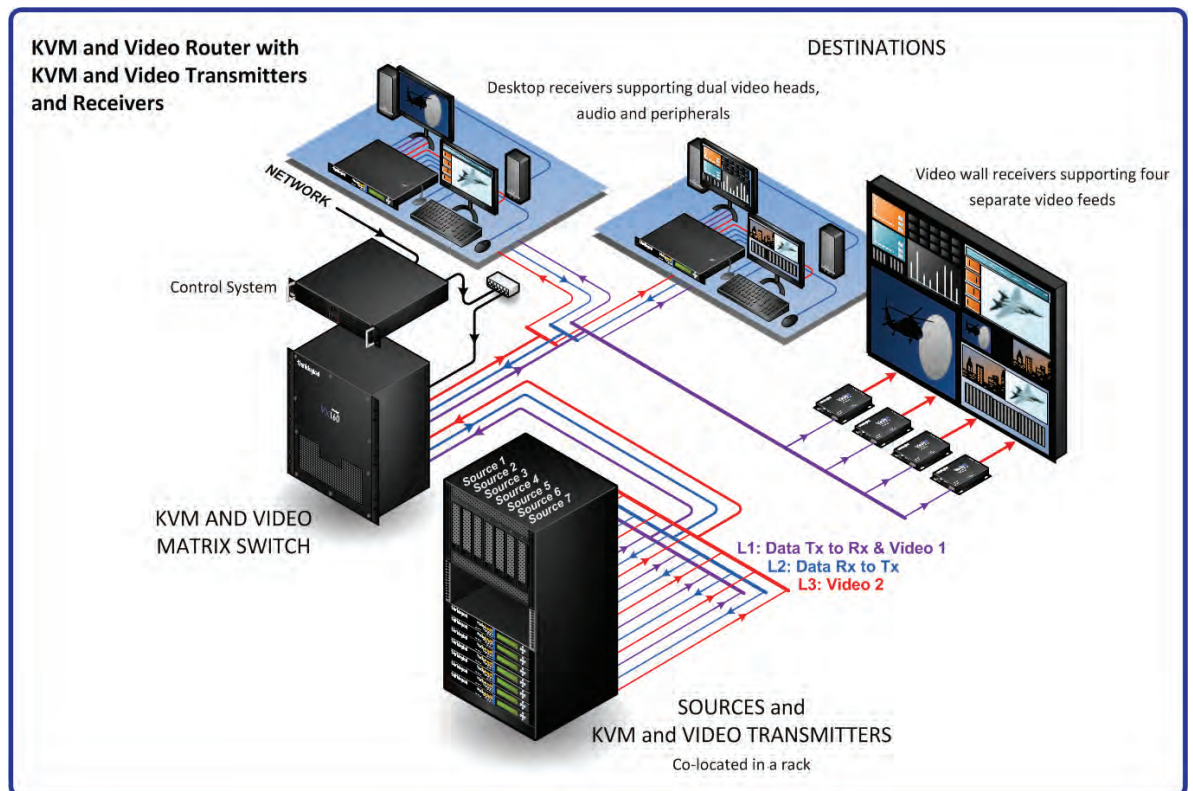 KVM and Video Router with
KVM and Video Transmitters
and Receivers
DESTINATIONS
Desktop receivers supporting dual video heads,
audio and peripherals
Video wall receivers supporting four
separate video feeds
NETWORK
Control System
KVM AND VIDEO
MATRIX SWITCH
Source 1
Source 2
Source 3
Source 4
Source 5
Source 6
Source 7
L1: Data Tx to Rx & Video 1
L2: Data Rx to Tx
L3: Video 2
SOURCES and
KVM and VIDEO TRANSMITTERS
Co-located in a rack